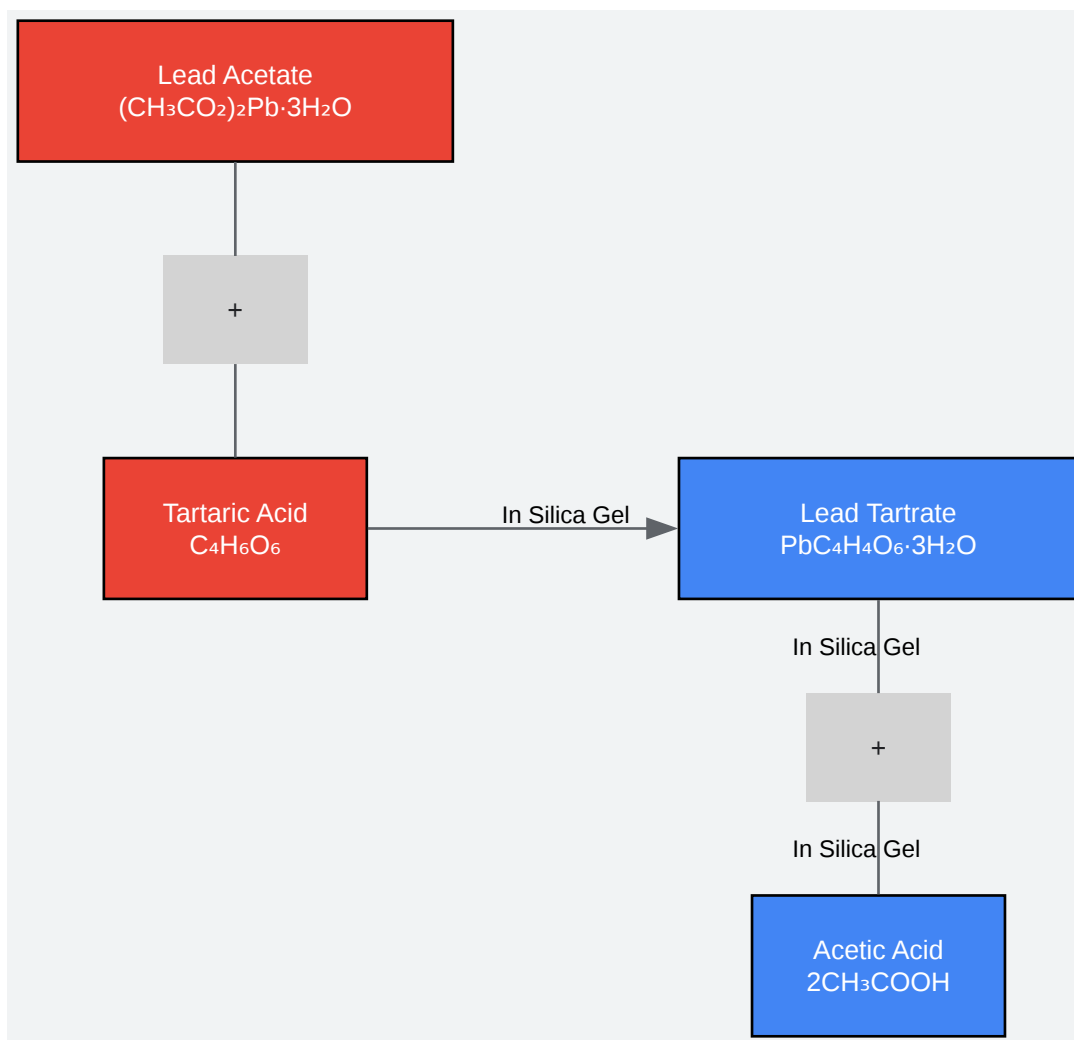 Lead Acetate
(CH₃CO₂)₂Pb·3H₂O
+
Tartaric Acid
C₄H₆O₆
In Silica Gel
Lead Tartrate
PbC₄H₄O₆·3H₂O
In Silica Gel
+
In Silica Gel
Acetic Acid
2CH₃COOH